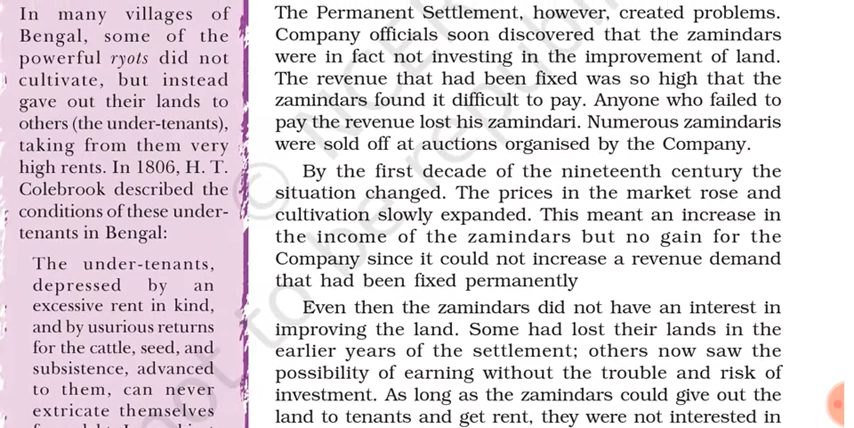 In many villages of
Bengal, some of the
powerful ryots did not
cultivate, but instead
gave out their lands to
others (the under-tenants),
taking from them very
high rents. In 1806, H. T.
Colebrook described the
conditions of these under-
tenants in Bengal:
The under-tenants,
depressed by an
excessive rent in kind,
and by usurious returns
for the cattle, seed, and
subsistence, advanced
to them, can never
extricate themselves
The Permanent Settlement, however, created problems.
Company officials soon discovered that the zamindars
were in fact not investing in the improvement of land.
The revenue that had been fixed was so high that the
zamindars found it difficult to pay. Anyone who failed to
pay the revenue lost his zamindari. Numerous zamindaris
were sold off at auctions organised by the Company.
By the first decade of the nineteenth century the
situation changed. The prices in the market rose and
cultivation slowly expanded. This meant an increase in
the income of the zamindars but no gain for the
Company since it could not increase a revenue demand
that had been fixed permanently
Even then the zamindars did not have an interest in
improving the land. Some had lost their lands in the
earlier years of the settlement; others now saw the
possibility of earning without the trouble and risk of
investment. As long as the zamindars could give out the
land to tenants and get rent, they were not interested in